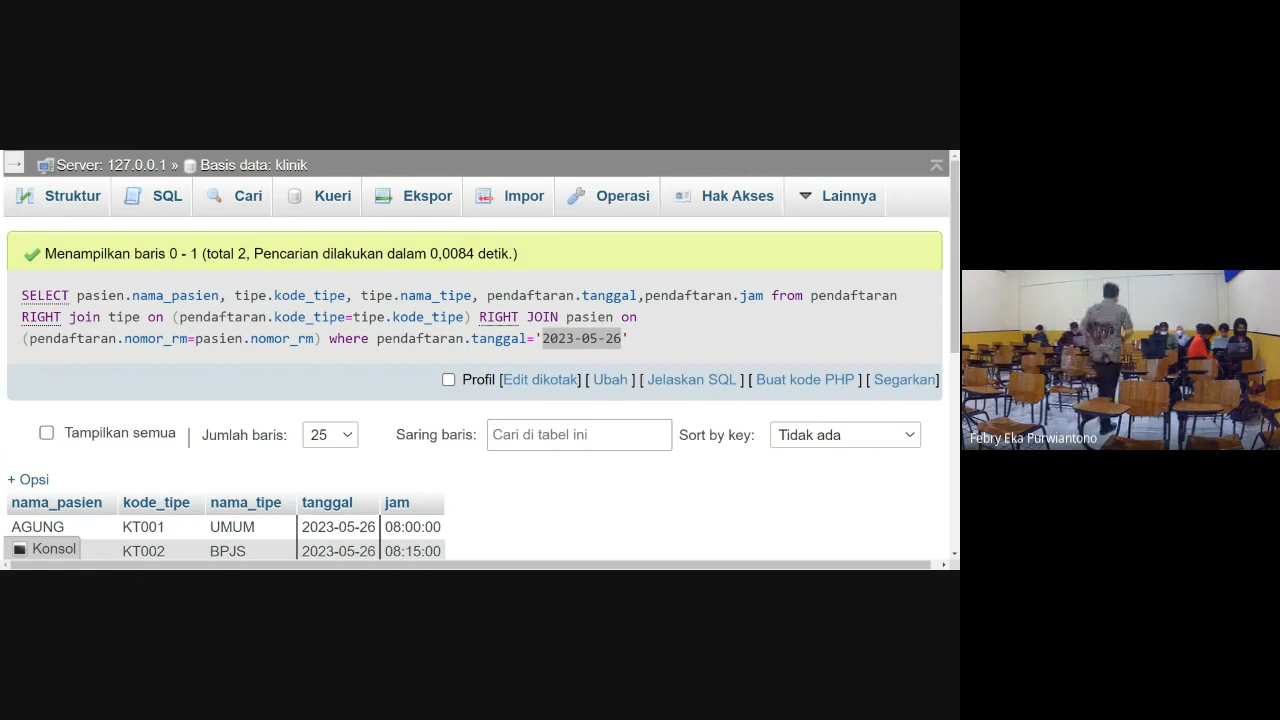 Server: 127.0.0.1 » Basis data: klinik
Struktur SQL Cari Kueri Ekspor Impor Operasi Hak Akses Lainnya
Menampilkan baris 0 - 1 (total 2, Pencarian dilakukan dalam 0,0084 detik.)
SELECT pasien.nama_pasien, tipe.kode_tipe, tipe.nama_tipe, pendaftaran.tanggal,pendaftaran.jam from pendaftaran
RIGHT join tipe on (pendaftaran.kode_tipe=tipe.kode_tipe) RIGHT JOIN pasien on
(pendaftaran.nomor_rm=pasien.nomor_rm) where pendaftaran.tanggal='2023-05-26'
Profil [Edit dikotak] [ Ubah ] [ Jelaskan SQL ] [ Buat kode PHP ] [ Segarkan]
Tampilkan semua | Jumlah baris: 25 Saring baris: Cari di tabel ini Sort by key: Tidak ada
+ Opsi
nama_pasien kode_tipe nama_tipe tanggal jam
AGUNG KT001 UMUM 2023-05-26 08:00:00
Konsol KT002 BPJS 2023-05-26 08:15:00
Febry Eka Purwiantono